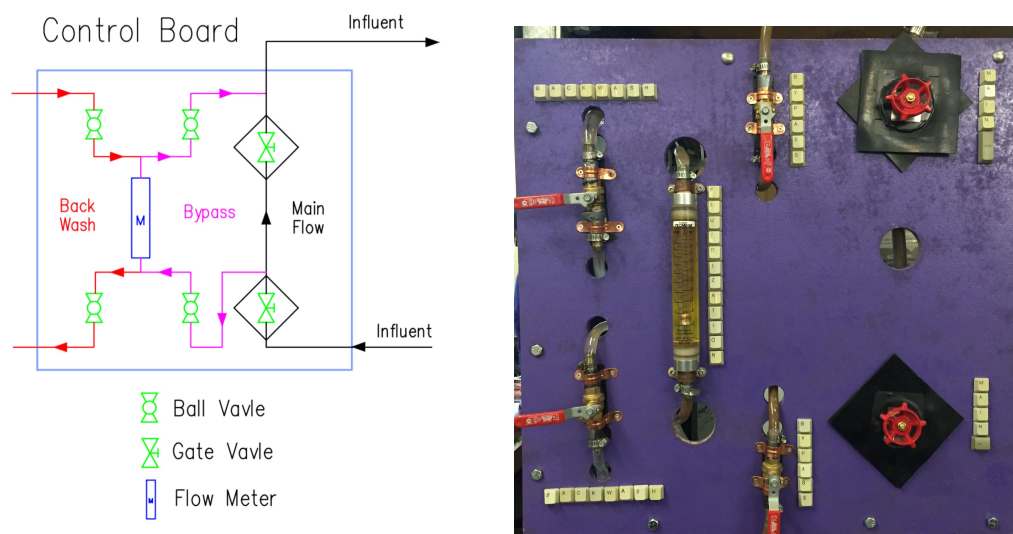 Control Board
Influent
Back
Wash
M
Bypass
Main
Flow
Influent
Ball Vavle
Gate Vavle
M
Flow Meter
BACKWASH
BYPASS
MAIN
FLUIDIZATION
BYPASS
MAIN
BACKWASH